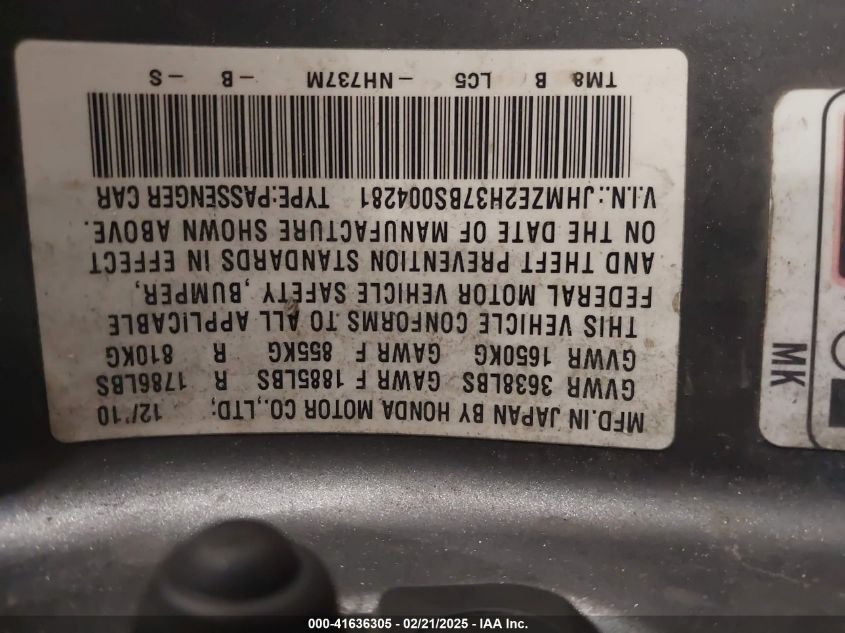 MFD.IN JAPAN BY HONDA MOTOR CO.,LTD; 12/'10
GVWR 3638LBS GAWR F 1885LBS R 1786LBS
GVWR 1650KG GAWR F 855KG R 810KG
THIS VEHICLE CONFORMS TO ALL APPLICABLE
FEDERAL MOTOR VEHICLE SAFETY ,BUMPER,
AND THEFT PREVENTION STANDARDS IN EFFECT
ON THE DATE OF MANUFACTURE SHOWN ABOVE.
V.I.N.:JHMZE2H37BS004281 TYPE:PASSENGER CAR
TM8 B LC5 -NH737M -B -S
MK
000-41636305 - 02/21/2025 - IAA Inc.